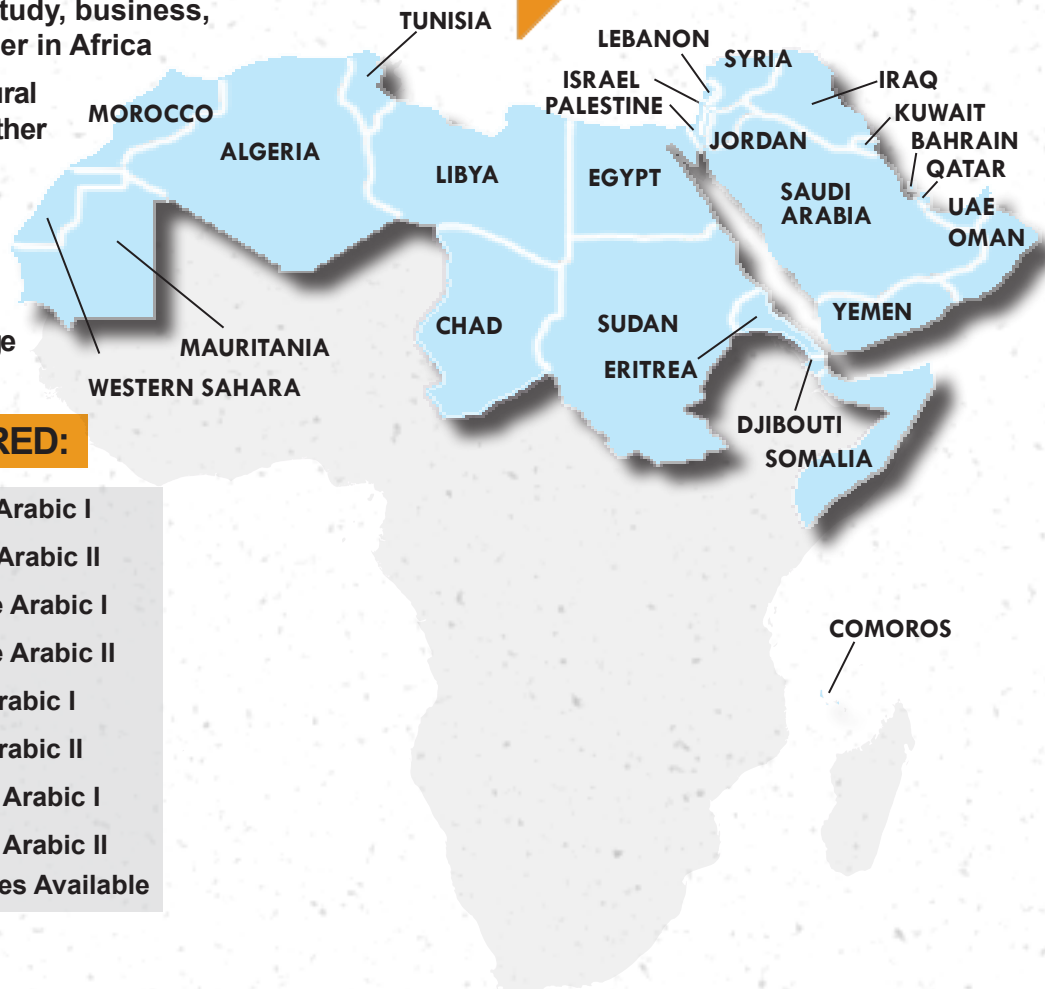 tudy, business,
er in Africa
ural
ther
ge
RED:
Arabic I
Arabic II
e Arabic I
e Arabic II
rabic I
rabic II
Arabic I
Arabic II
es Available
TUNISIA
LEBANON
SYRIA
ISRAEL
IRAQ
PALESTINE
KUWAIT
MOROCCO
BAHRAIN
JORDAN
ALGERIA
QATAR
LIBYA
EGYPT
SAUDI
ARABIA
UAE
OMAN
YEMEN
CHAD
SUDAN
MAURITANIA
ERITREA
WESTERN SAHARA
DJIBOUTI
SOMALIA
COMOROS